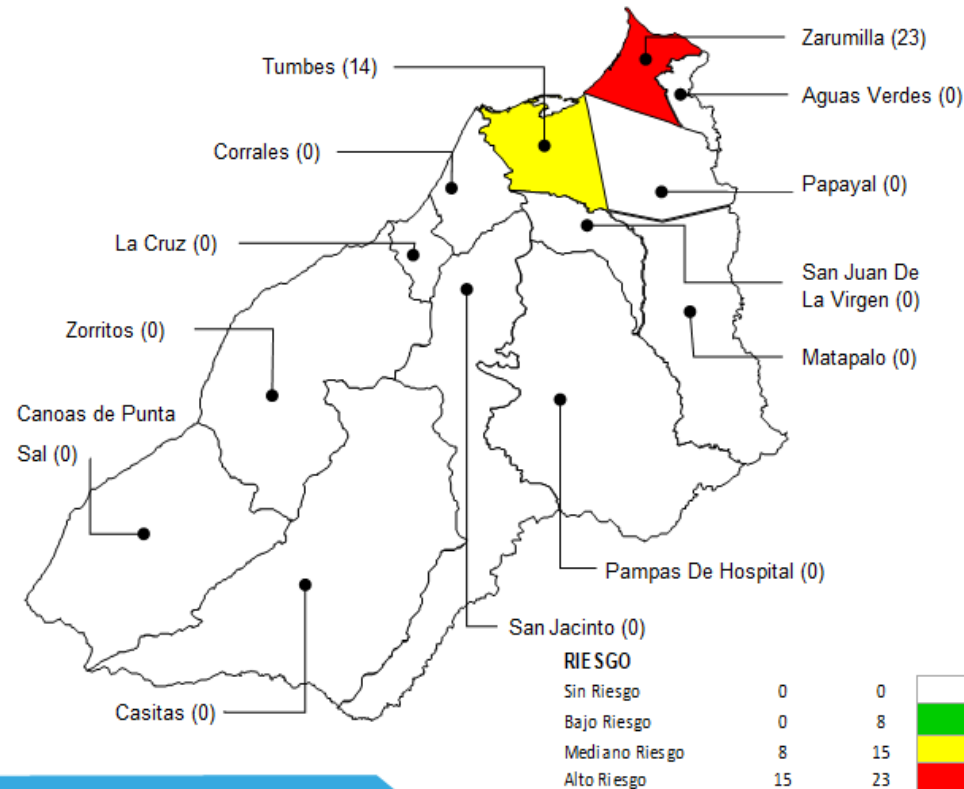 Zarumilla (23)
Tumbes (14)
Aguas Verdes (0)
Corrales (0)
Papayal (0)
La Cruz (0)
San Juan De
La Virgen (0)
Zorritos (0)
Matapalo (0)
Canoas de Punta
Sal (0)
Pampas De Hospital (0)
San Jacinto (0)
Casitas (0)
RIESGO
Sin Riesgo 0 0
Bajo Riesgo 0 8
Mediano Riesgo 8 15
Alto Riesgo 15 23